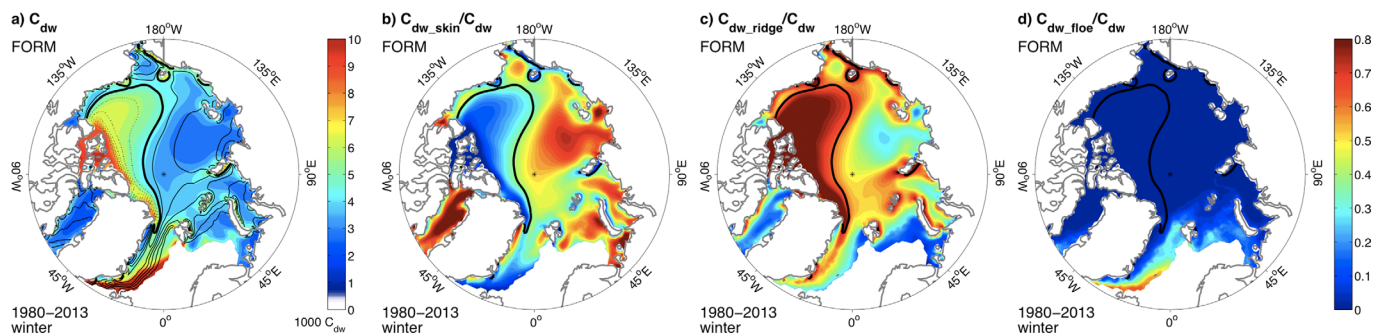 a) C_dw
FORM
180°W
135°W
135°E
90°W
90°E
45°W
45°E
0°
1980−2013
winter
10
9
8
7
6
5
4
3
2
1
0
1000 C_dw
b) C_dw_skin/C_dw
FORM
180°W
135°W
135°E
90°W
90°E
45°W
45°E
0°
1980−2013
winter
c) C_dw_ridge/C_dw
FORM
180°W
135°W
135°E
90°W
90°E
45°W
45°E
0°
1980−2013
winter
d) C_dw_floe/C_dw
FORM
180°W
135°W
135°E
90°W
90°E
45°W
45°E
0°
1980−2013
winter
0.8
0.7
0.6
0.5
0.4
0.3
0.2
0.1
0